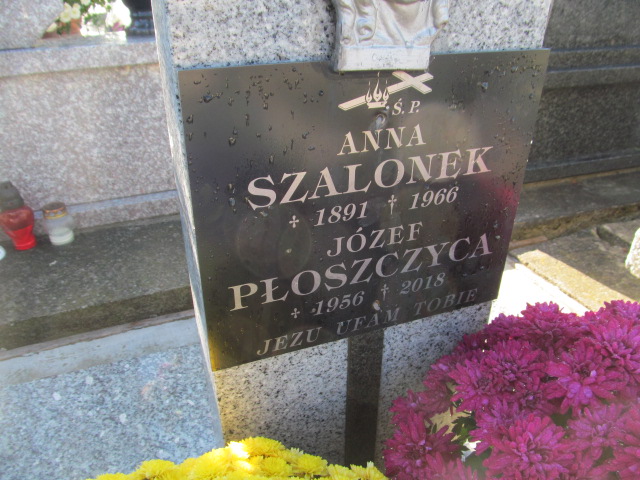 Ś. P.
ANNA
SZALONEK
† 1891 † 1966
JÓZEF
PŁOSZCZYCA
† 1956 † 2018
JEZU UFAM TOBIE